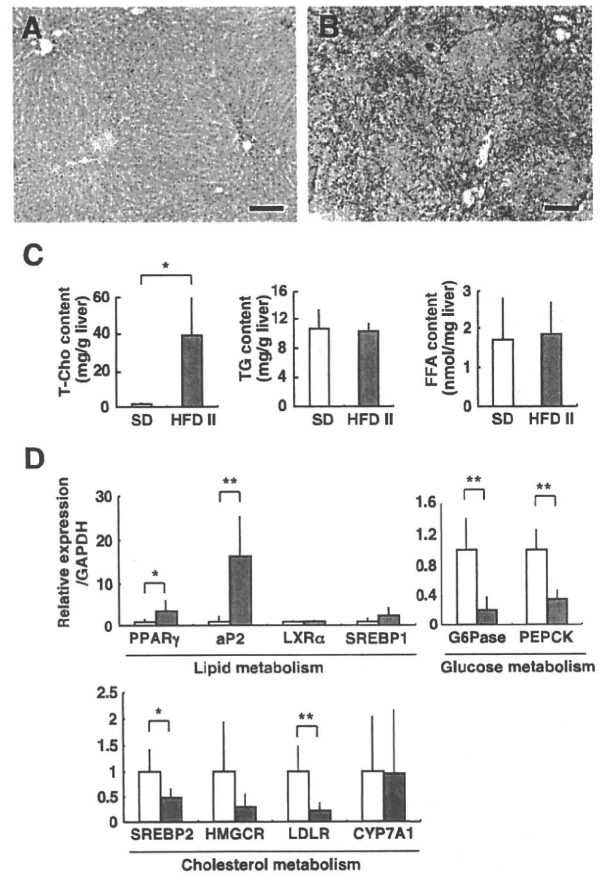 A
B
C
T-Cho content
(mg/g liver)
60
40
20
0
*
SD
HFD II
TG content
(mg/g liver)
16
12
8
4
0
SD
HFD II
FFA content
(nmol/mg liver)
3
2
1
0
SD
HFD II
D
Relative expression
/GAPDH
30
20
10
0
*
**
PPARγ
aP2
LXRα
SREBP1
Lipid metabolism
1.6
1.2
0.8
0.4
0
**
**
G6Pase
PEPCK
Glucose metabolism
2.5
2
1.5
1
0.5
0
*
**
SREBP2
HMGCR
LDLR
CYP7A1
Cholesterol metabolism